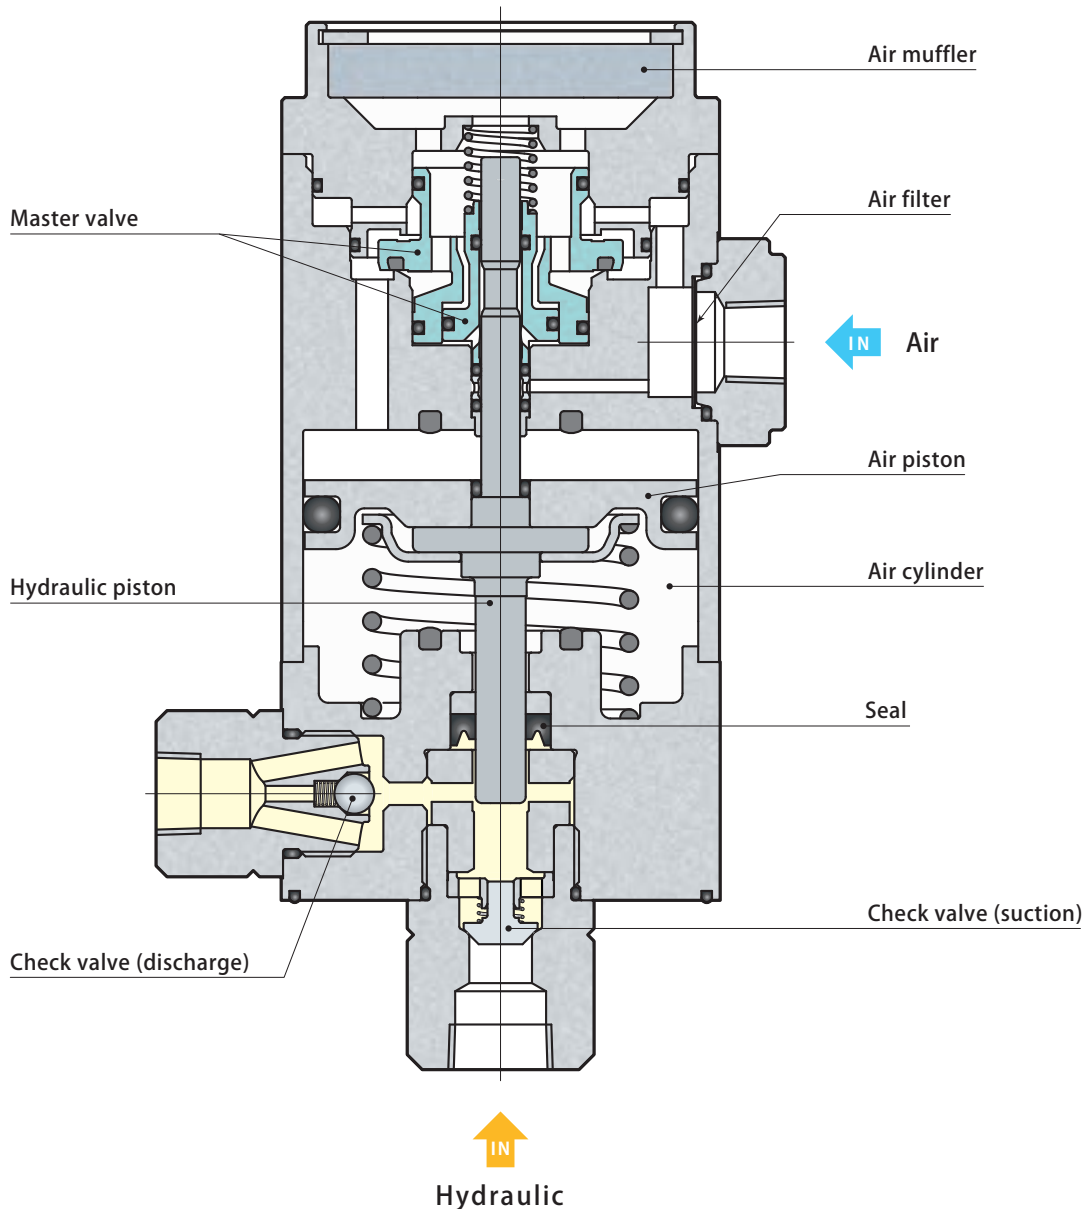 Air muffler
Master valve
Air filter
IN
Air
Air piston
Hydraulic piston
Air cylinder
Seal
Check valve (suction)
Check valve (discharge)
IN
Hydraulic